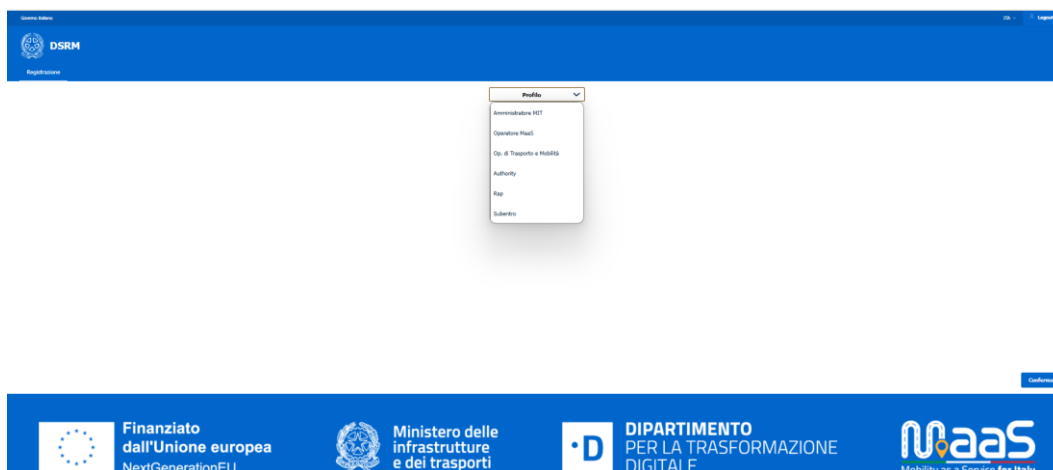 Governo Italiano
ITA
Logout
DSRM
Registrazione
Profilo
Amministratore MIT
Operatore MaaS
Op. di Trasporto e Mobilità
Authority
Rap
Subentro
Conferma
Finanziato
dall'Unione europea
NextGenerationEU
Ministero delle
infrastrutture
e dei trasporti
·D
DIPARTIMENTO
PER LA TRASFORMAZIONE
DIGITALE
MaaS
Mobility as a Service for Italy